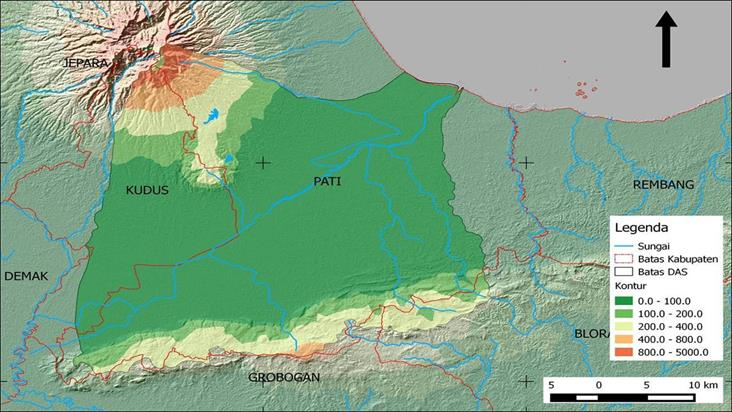 JEPARA
KUDUS
PATI
REMBANG
DEMAK
BLORA
GROBOGAN
Legenda
Sungai
Batas Kabupaten
Batas DAS
Kontur
0.0 - 100.0
100.0 - 200.0
200.0 - 400.0
400.0 - 800.0
800.0 - 5000.0
5 0 5 10 km